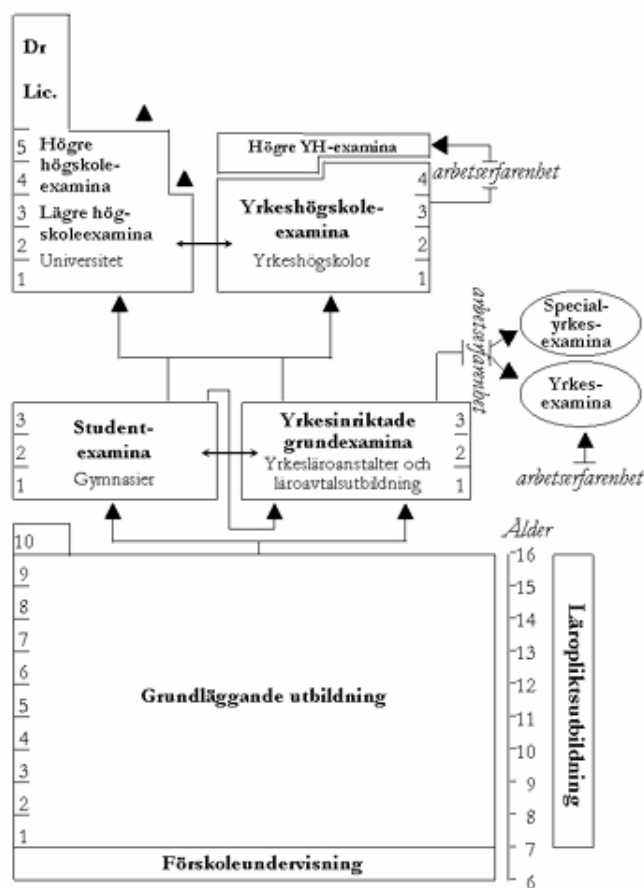 Dr
Lic.
5
Högre
högskole-
examina
4
3
Lägre hög-
skoleexamina
2
Universitet
1
Högre YH-examina
arbetserfarenhet
4
Yrkeshögskole-
examina
3
2
Yrkeshögskolor
1
arbetserfarenhet
Special-
yrkes-
examina
Yrkes-
examina
arbetserfarenhet
3
Student-
examina
2
Gymnasier
1
Yrkesinriktade
grundexamina
3
Yrkesläroanstalter och
läroavtalsutbildning
2
1
Ålder
10
9
8
7
6
5
4
3
2
1
Grundläggande utbildning
Förskoleundervisning
16
15
14
13
12
11
10
9
8
7
6
Läropliktsutbildning